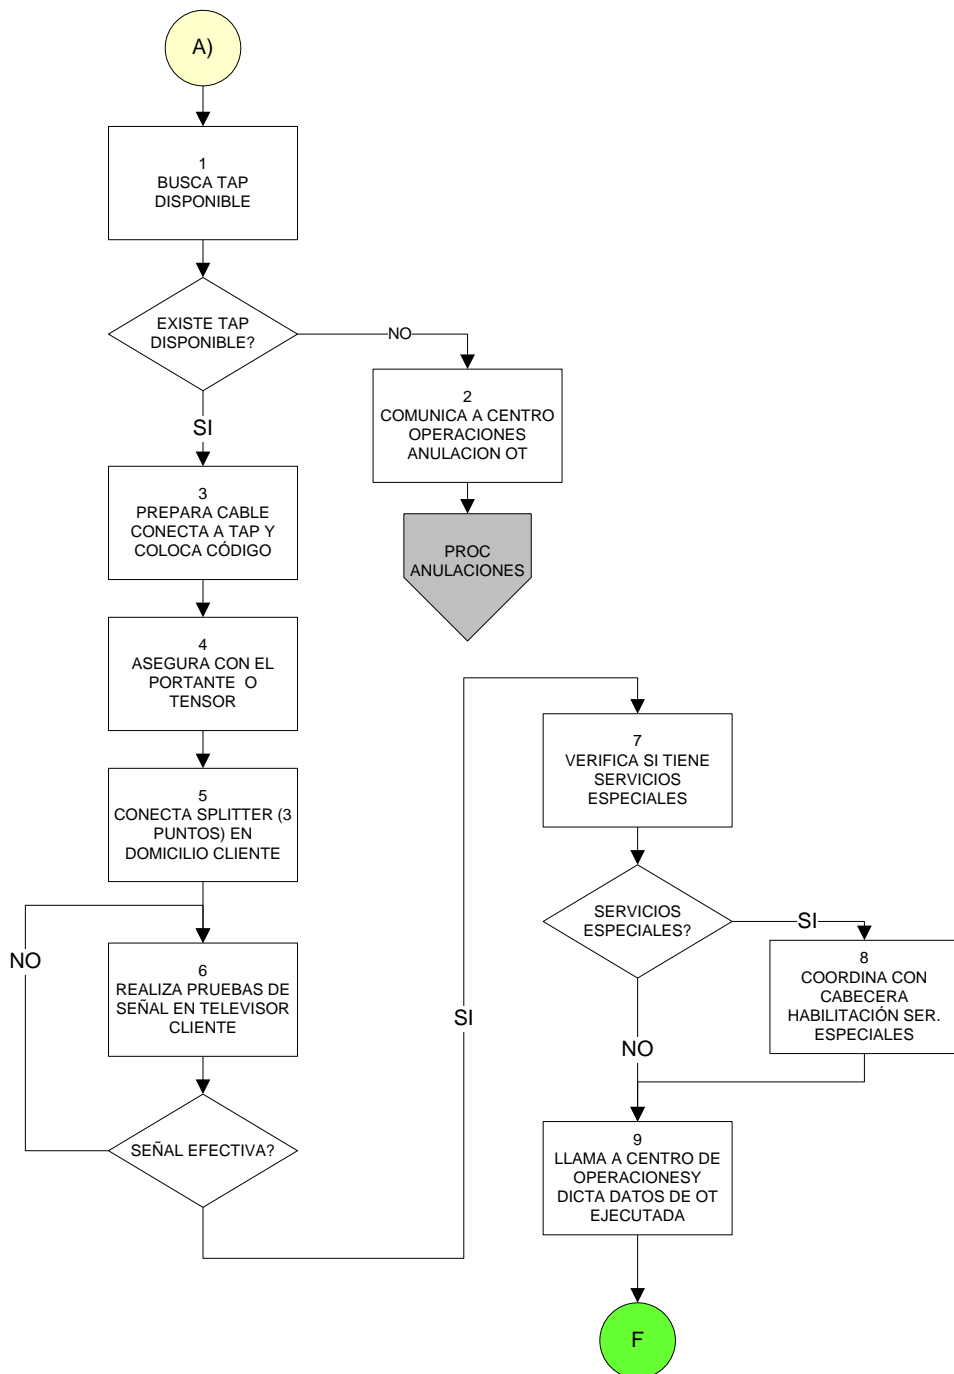 A)
1
BUSCA TAP
DISPONIBLE
EXISTE TAP
DISPONIBLE?
NO
SI
2
COMUNICA A CENTRO
OPERACIONES
ANULACION OT
PROC
ANULACIONES
3
PREPARA CABLE
CONECTA A TAP Y
COLOCA CÓDIGO
4
ASEGURA CON EL
PORTANTE O
TENSOR
5
CONECTA SPLITTER (3
PUNTOS) EN
DOMICILIO CLIENTE
NO
6
REALIZA PRUEBAS DE
SEÑAL EN TELEVISOR
CLIENTE
SEÑAL EFECTIVA?
SI
7
VERIFICA SI TIENE
SERVICIOS
ESPECIALES
SERVICIOS
ESPECIALES?
SI
8
COORDINA CON
CABECERA
HABILITACIÓN SER.
ESPECIALES
NO
9
LLAMA A CENTRO DE
OPERACIONESY
DICTA DATOS DE OT
EJECUTADA
F